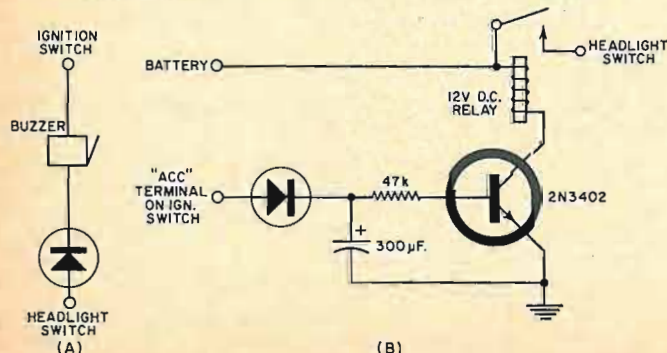 IGNITION
SWITCH
BUZZER
HEADLIGHT
SWITCH
(A)
BATTERY
HEADLIGHT
SWITCH
12V D.C.
RELAY
"ACC"
TERMINAL
ON IGN.
SWITCH
47k
2N3402
+
300µF.
(B)